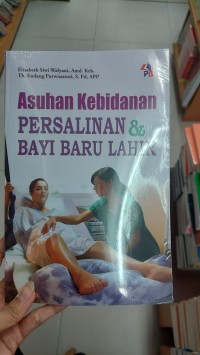 Elisabeth Siwi Walyani, Amd. Keb.
Th. Endang Purwoastuti, S. Pd, APP
Asuhan Kebidanan
PERSALINAN &
BAYI BARU LAHIR